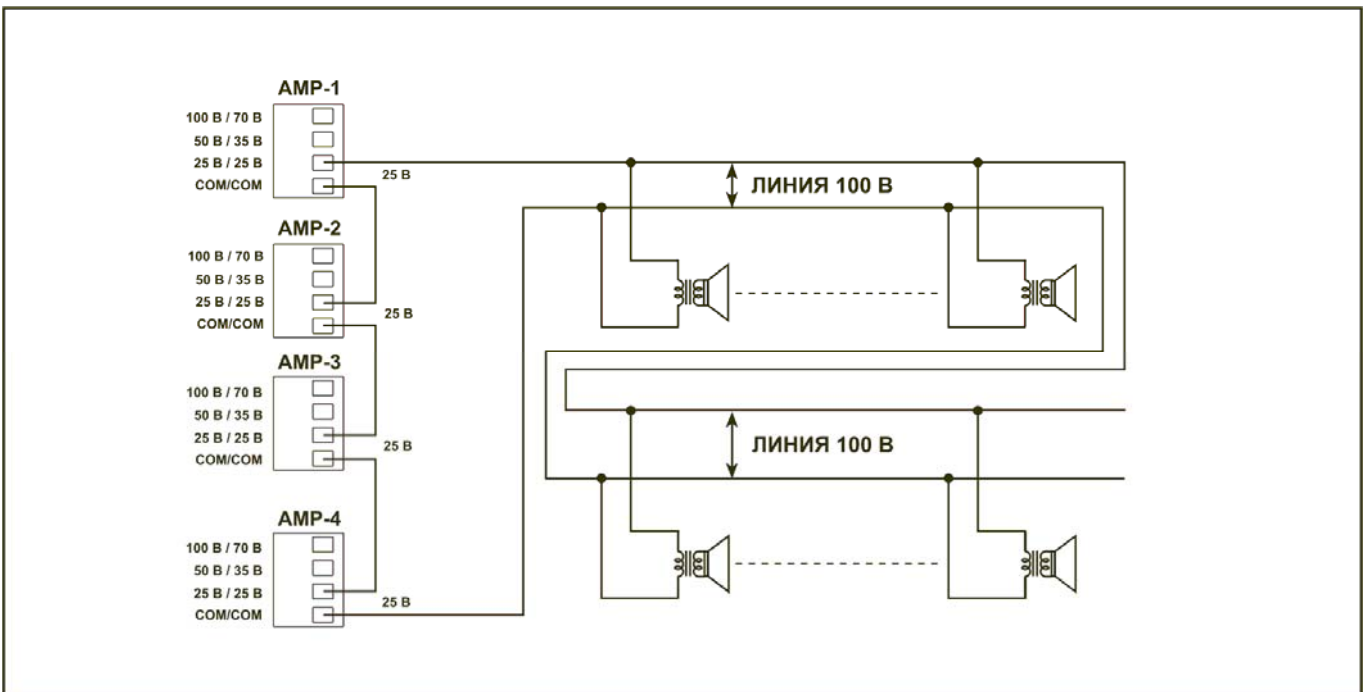 AMP-1
100 В / 70 В
50 В / 35 В
25 В / 25 В
COM/COM
25 В
ЛИНИЯ 100 В
AMP-2
100 В / 70 В
50 В / 35 В
25 В / 25 В
COM/COM
25 В
AMP-3
100 В / 70 В
50 В / 35 В
25 В / 25 В
COM/COM
25 В
ЛИНИЯ 100 В
AMP-4
100 В / 70 В
50 В / 35 В
25 В / 25 В
COM/COM
25 В